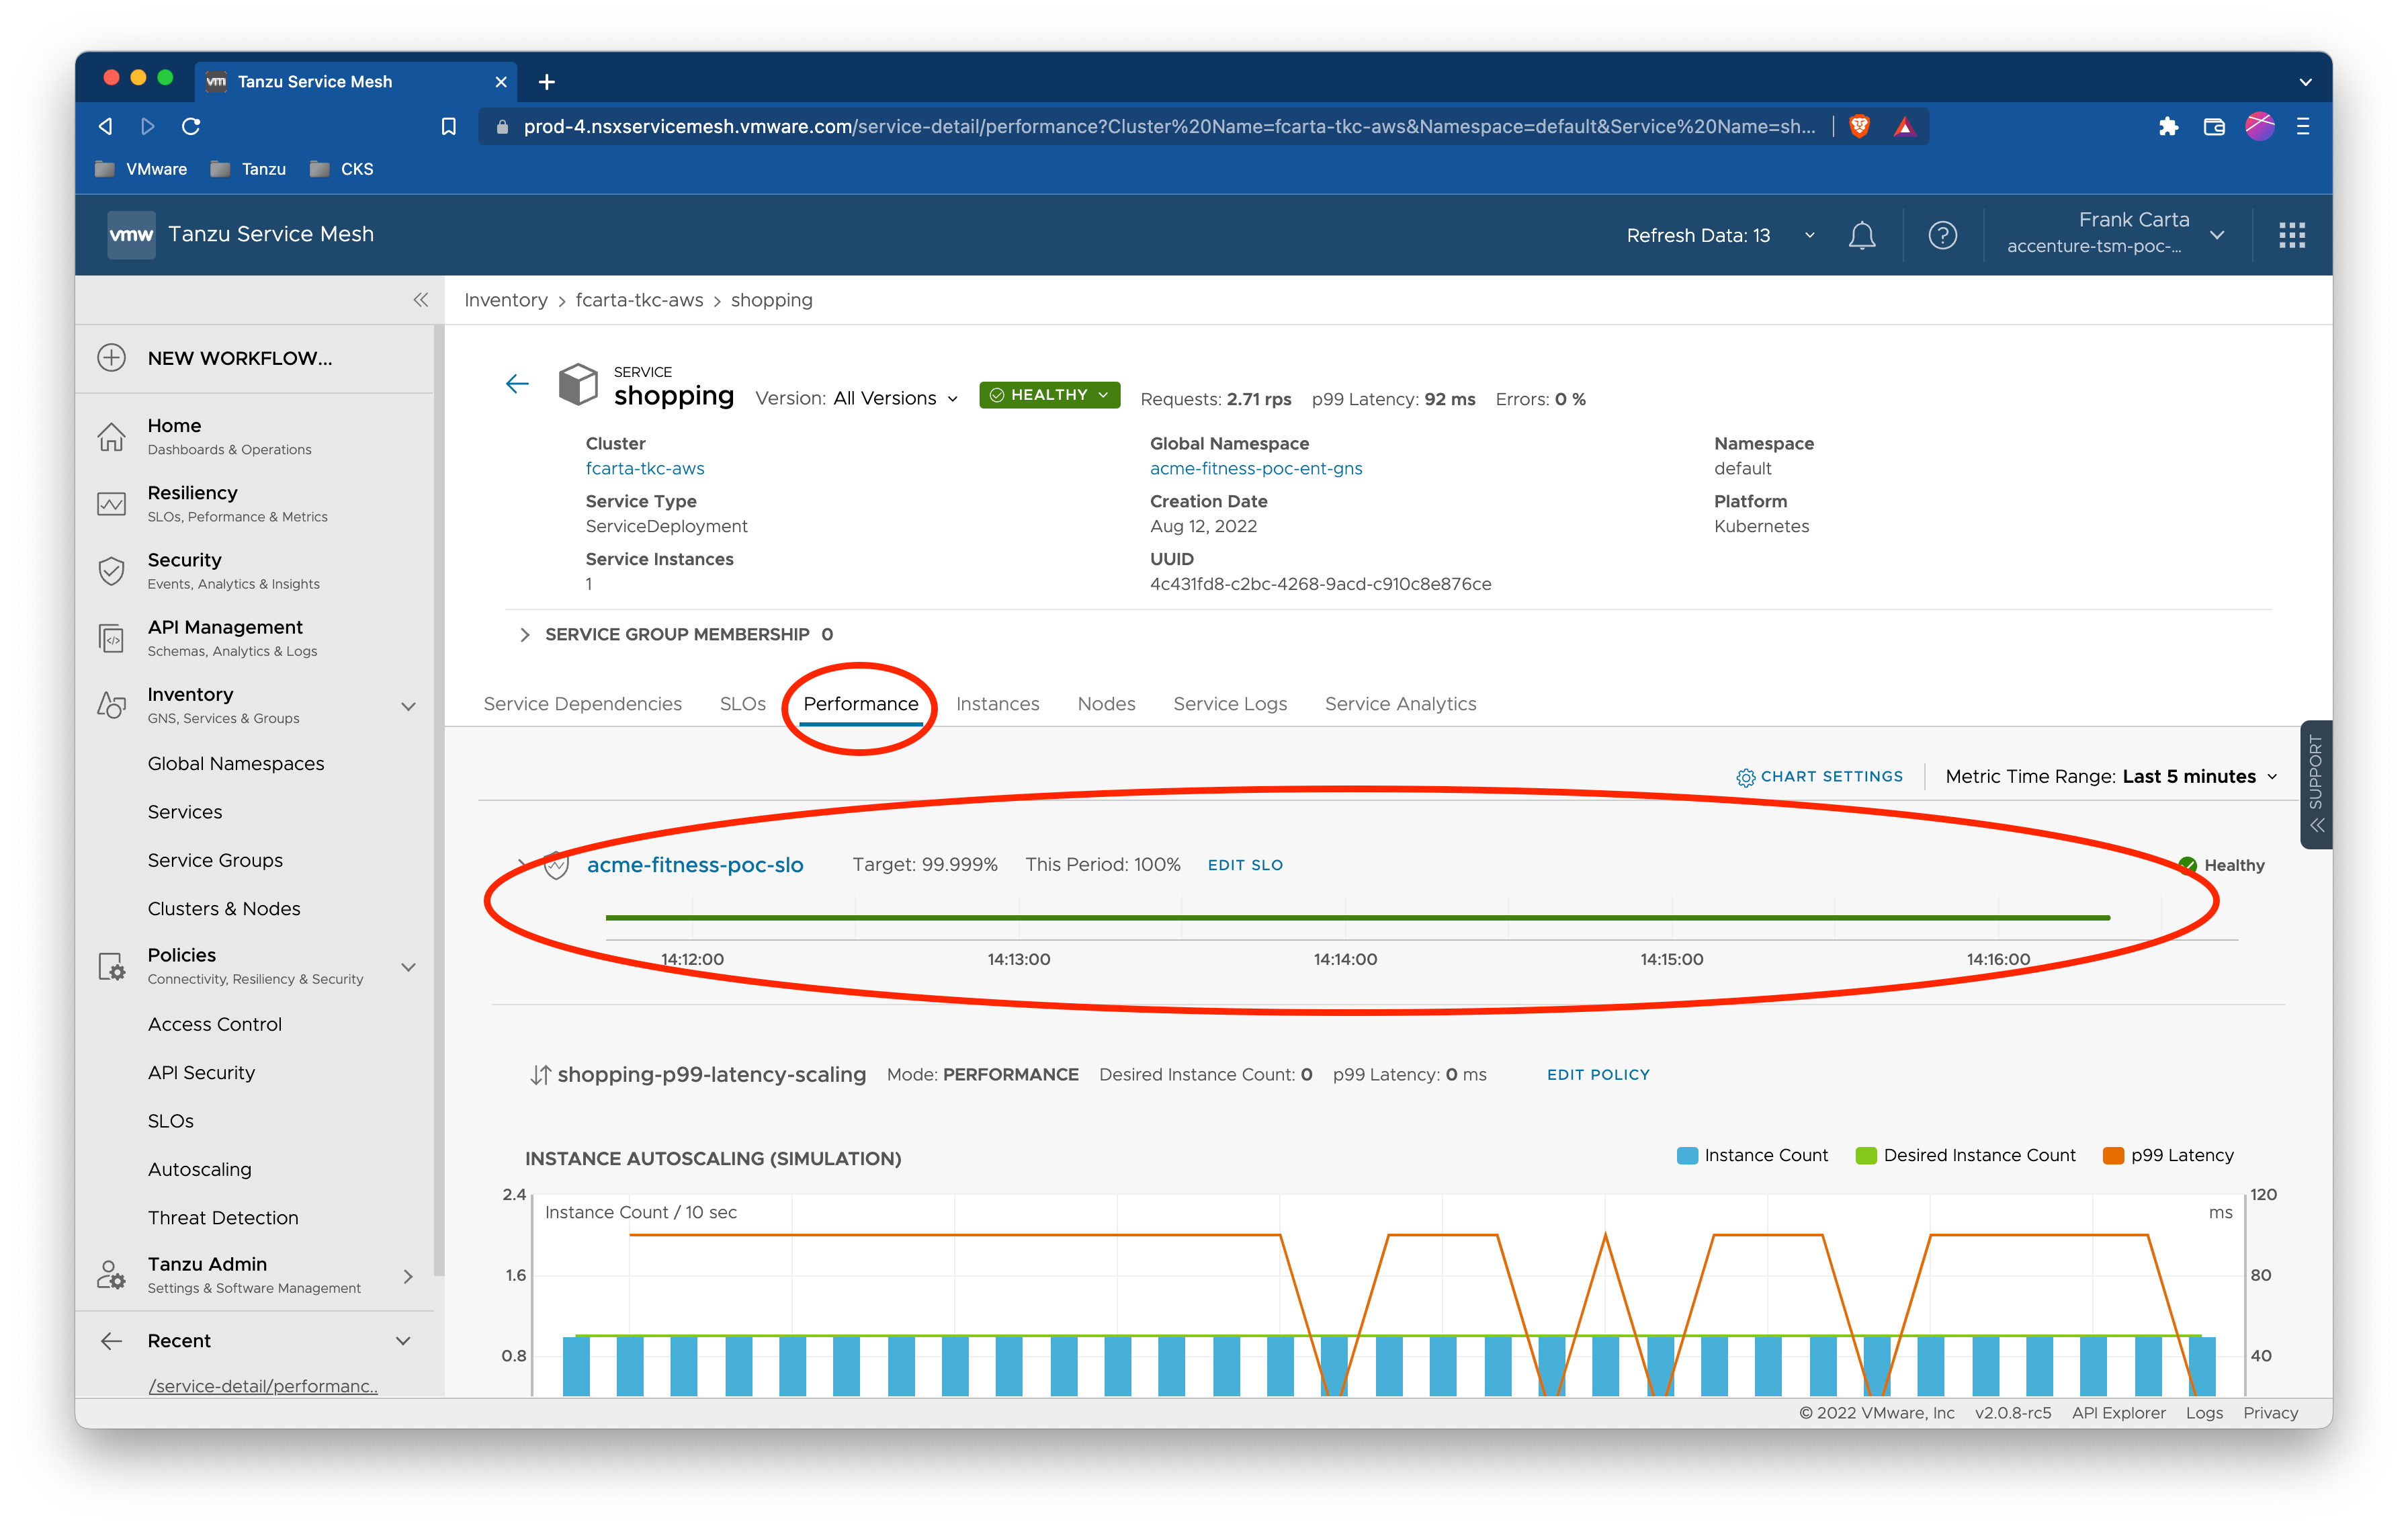 vm Tanzu Service Mesh
prod-4.nsxservicemesh.vmware.com/service-detail/performance?Cluster%20Name=fcarta-tkc-aws&Namespace=default&Service%20Name=sh...
VMware Tanzu CKS
vmw Tanzu Service Mesh
Refresh Data: 13
Frank Carta
accenture-tsm-poc-...
NEW WORKFLOW...
Home
Dashboards & Operations
Resiliency
SLOs, Peformance & Metrics
Security
Events, Analytics & Insights
API Management
Schemas, Analytics & Logs
Inventory
GNS, Services & Groups
Global Namespaces
Services
Service Groups
Clusters & Nodes
Policies
Connectivity, Resiliency & Security
Access Control
API Security
SLOs
Autoscaling
Threat Detection
Tanzu Admin
Settings & Software Management
Recent
/service-detail/performanc..
Inventory > fcarta-tkc-aws > shopping
SERVICE
shopping Version: All Versions HEALTHY Requests: 2.71 rps p99 Latency: 92 ms Errors: 0 %
Cluster
fcarta-tkc-aws
Global Namespace
acme-fitness-poc-ent-gns
Namespace
default
Service Type
ServiceDeployment
Creation Date
Aug 12, 2022
Platform
Kubernetes
Service Instances
1
UUID
4c431fd8-c2bc-4268-9acd-c910c8e876ce
SERVICE GROUP MEMBERSHIP 0
Service Dependencies SLOs Performance Instances Nodes Service Logs Service Analytics
CHART SETTINGS Metric Time Range: Last 5 minutes
SUPPORT
acme-fitness-poc-slo Target: 99.999% This Period: 100% EDIT SLO Healthy
14:12:00 14:13:00 14:14:00 14:15:00 14:16:00
shopping-p99-latency-scaling Mode: PERFORMANCE Desired Instance Count: 0 p99 Latency: 0 ms EDIT POLICY
INSTANCE AUTOSCALING (SIMULATION)
Instance Count Desired Instance Count p99 Latency
2.4 120
Instance Count / 10 sec ms
1.6 80
0.8 40
© 2022 VMware, Inc v2.0.8-rc5 API Explorer Logs Privacy